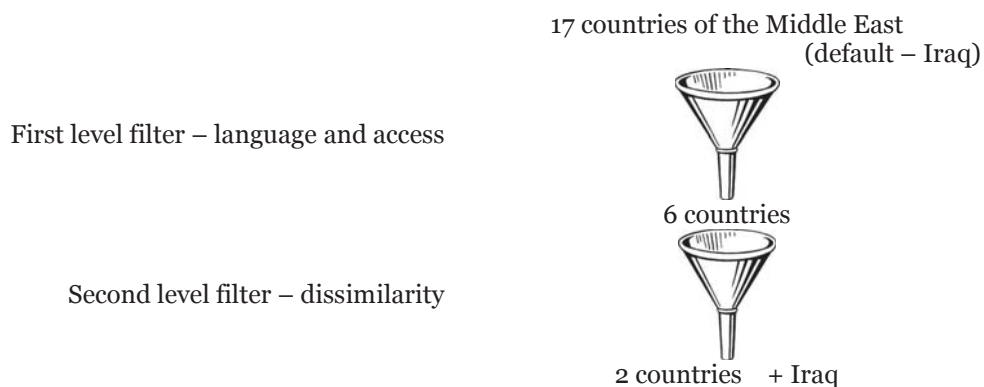 17 countries of the Middle East
(default – Iraq)
First level filter – language and access
6 countries
Second level filter – dissimilarity
2 countries + Iraq